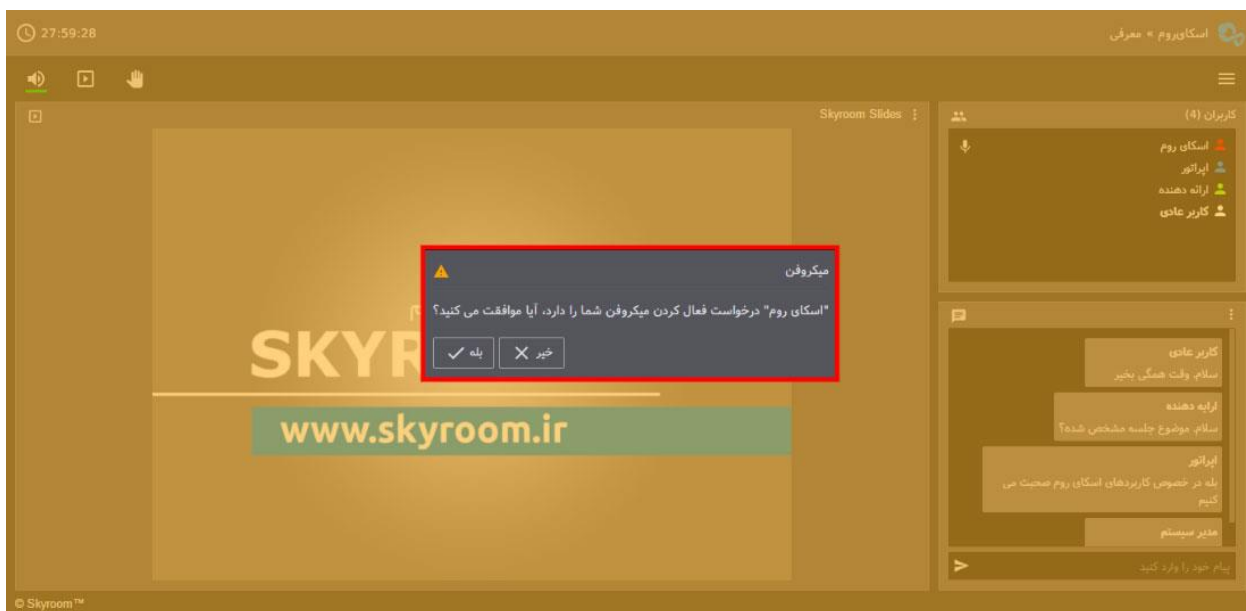 27:59:28
اسکای‌روم » معرفی
Skyroom Slides
کاربران (4)
اسکای روم
اپراتور
ارائه دهنده
کاربر عادی
میکروفن
"اسکای روم" درخواست فعال کردن میکروفن شما را دارد، آیا موافقت می کنید؟
خیر
بله
SKYR
www.skyroom.ir
کاربر عادی
سلام، وقت همگی بخیر
ارایه دهنده
سلام، موضوع جلسه مشخص شده؟
اپراتور
بله در خصوص کاربردهای اسکای روم صحبت می
کنیم
مدیر سیستم
پیام خود را وارد کنید
© Skyroom™